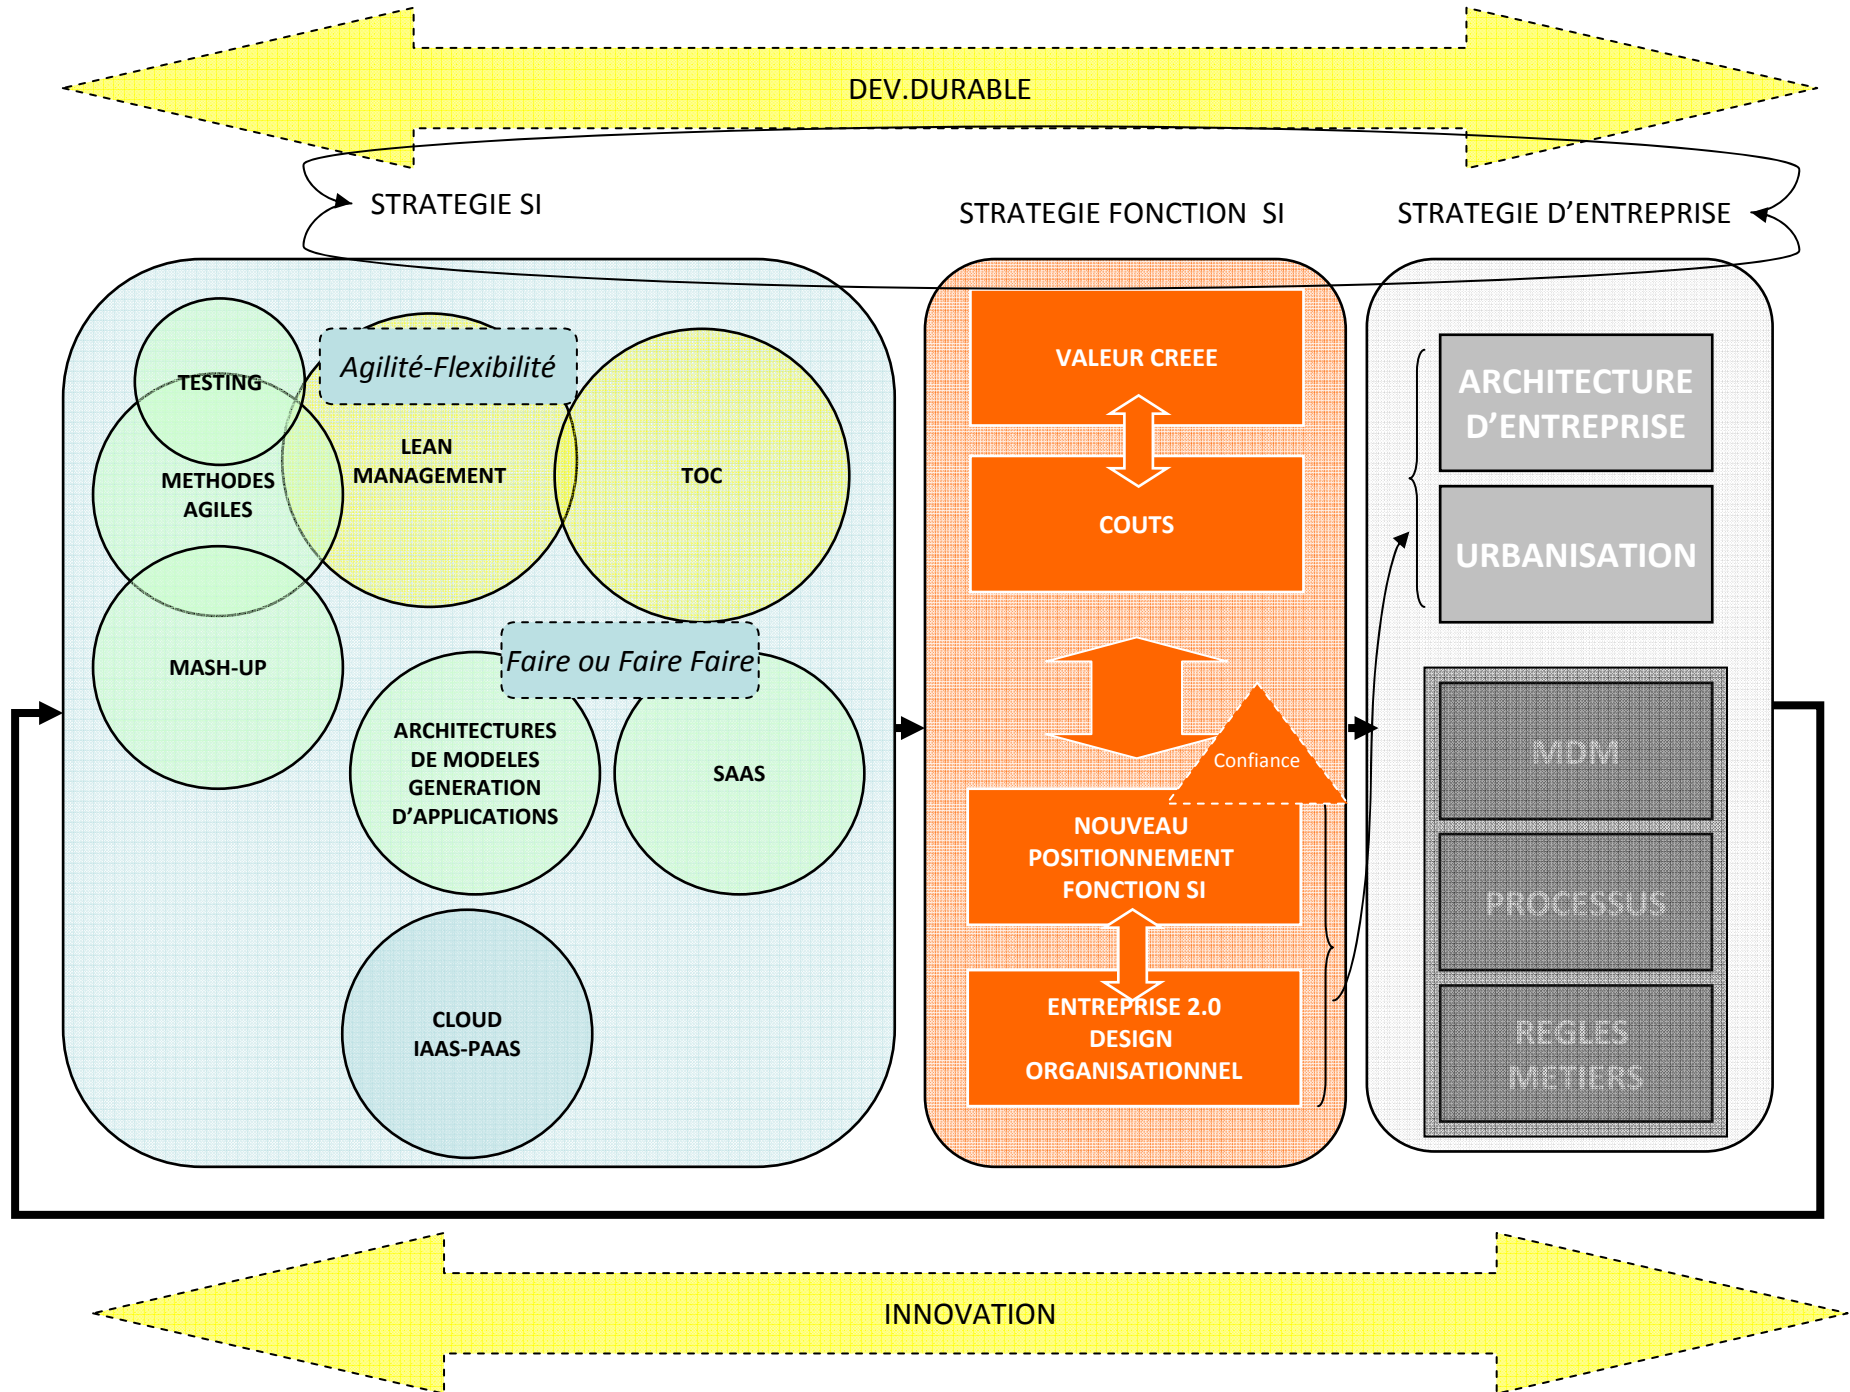 DEV.DURABLE
STRATEGIE SI
STRATEGIE FONCTION  SI
STRATEGIE D'ENTREPRISE
TESTING
Agilité-Flexibilité
LEAN
MANAGEMENT
TOC
METHODES
AGILES
MASH-UP
Faire ou Faire Faire
ARCHITECTURES
DE MODELES
GENERATION
D'APPLICATIONS
SAAS
CLOUD
IAAS-PAAS
VALEUR CREEE
COUTS
Confiance
NOUVEAU
POSITIONNEMENT
FONCTION SI
ENTREPRISE 2.0
DESIGN
ORGANISATIONNEL
ARCHITECTURE
D'ENTREPRISE
URBANISATION
MDM
PROCESSUS
REGLES
METIERS
INNOVATION